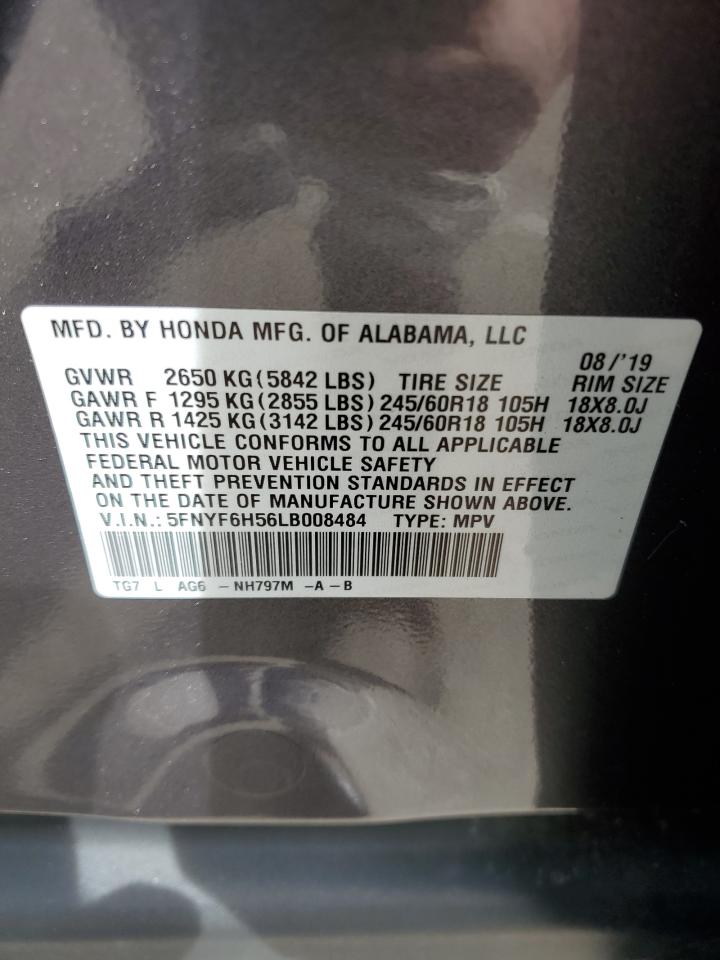 MFD. BY HONDA MFG. OF ALABAMA, LLC
08/'19
GVWR 2650 KG (5842 LBS) TIRE SIZE RIM SIZE
GAWR F 1295 KG (2855 LBS) 245/60R18 105H 18X8.0J
GAWR R 1425 KG (3142 LBS) 245/60R18 105H 18X8.0J
THIS VEHICLE CONFORMS TO ALL APPLICABLE
FEDERAL MOTOR VEHICLE SAFETY
AND THEFT PREVENTION STANDARDS IN EFFECT
ON THE DATE OF MANUFACTURE SHOWN ABOVE.
V.I.N.: 5FNYF6H56LB008484 TYPE: MPV
TG7 L AG6 - NH797M -A -B